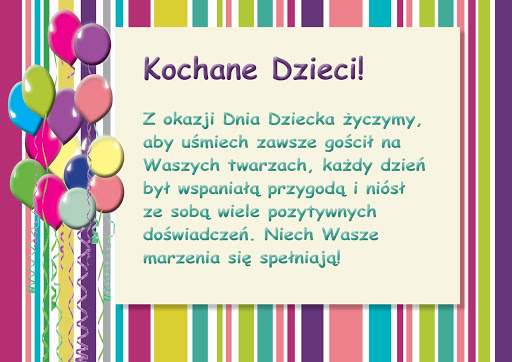 Kochane Dzieci!
Z okazji Dnia Dziecka życzymy,
aby uśmiech zawsze gościł na
Waszych twarzach, każdy dzień
był wspaniałą przygodą i niósł
ze sobą wiele pozytywnych
doświadczeń. Niech Wasze
marzenia się spełniają!